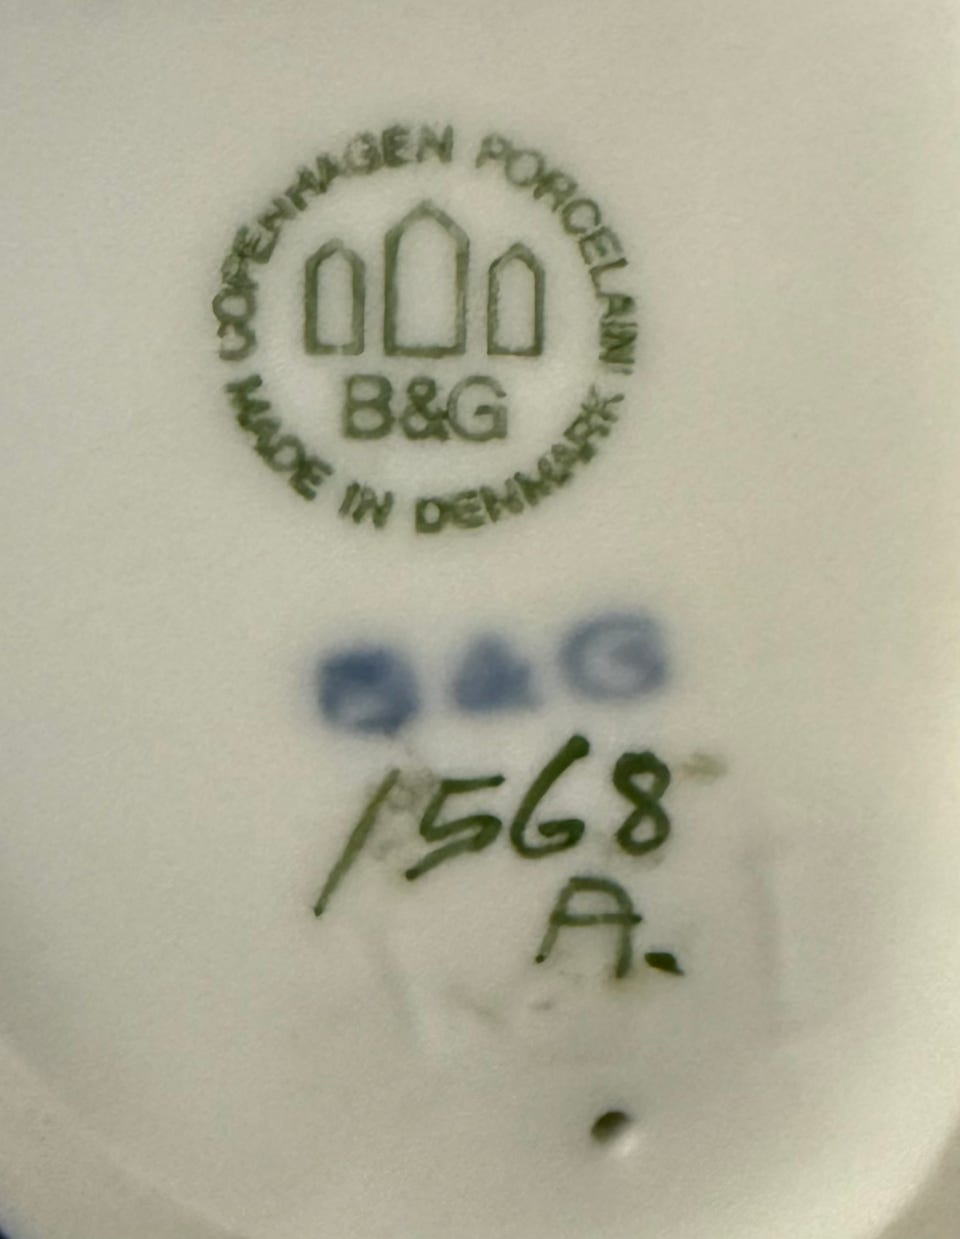 COPENHAGEN PORCELAIN
B&G
MADE IN DENMARK
B&G
1568
A.